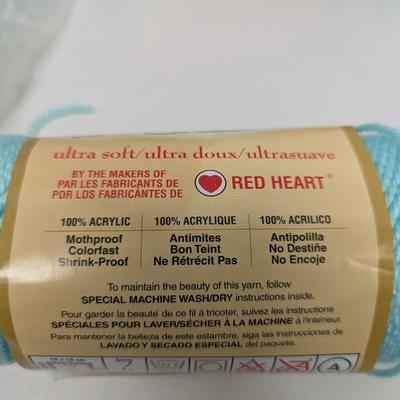 ultra soft/ultra doux/ultrasuave
BY THE MAKERS OF
PAR LES FABRICANTS DE
POR LOS FABRICANTES DE
RED HEART®
100% ACRYLIC
Mothproof
Colorfast
Shrink-Proof
100% ACRYLIQUE
Antimites
Bon Teint
Ne Rétrécit Pas
100% ACRILICO
Antipolilla
No Destiñe
No Encoje
To maintain the beauty of this yarn, follow
SPECIAL MACHINE WASH/DRY instructions inside.
Pour garder la beauté de ce fil à tricoter, suivez les instructions
SPÉCIALES POUR LAVER/SÉCHER À LA MACHINE à l'intérieur.
Para mantener la belleza de este estambre, siga las instrucciones de
LAVADO Y SECADO ESPECIAL del paquete.
10 x 10 cm
5mm
A